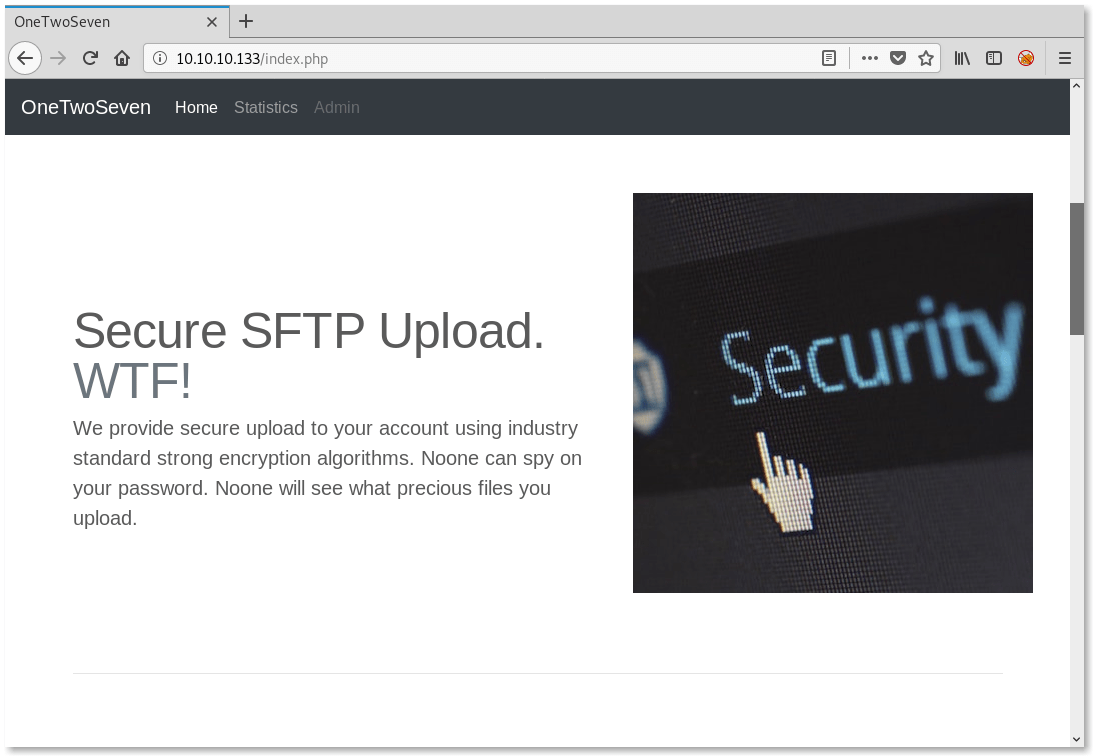 OneTwoSeven
10.10.10.133/index.php
OneTwoSeven Home Statistics Admin
Security
Secure SFTP Upload.
WTF!
We provide secure upload to your account using industry
standard strong encryption algorithms. Noone can spy on
your password. Noone will see what precious files you
upload.